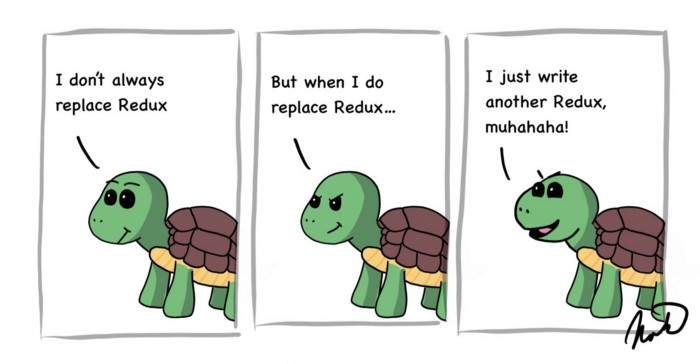 I don't always
replace Redux
But when I do
replace Redux...
I just write
another Redux,
muhahaha!